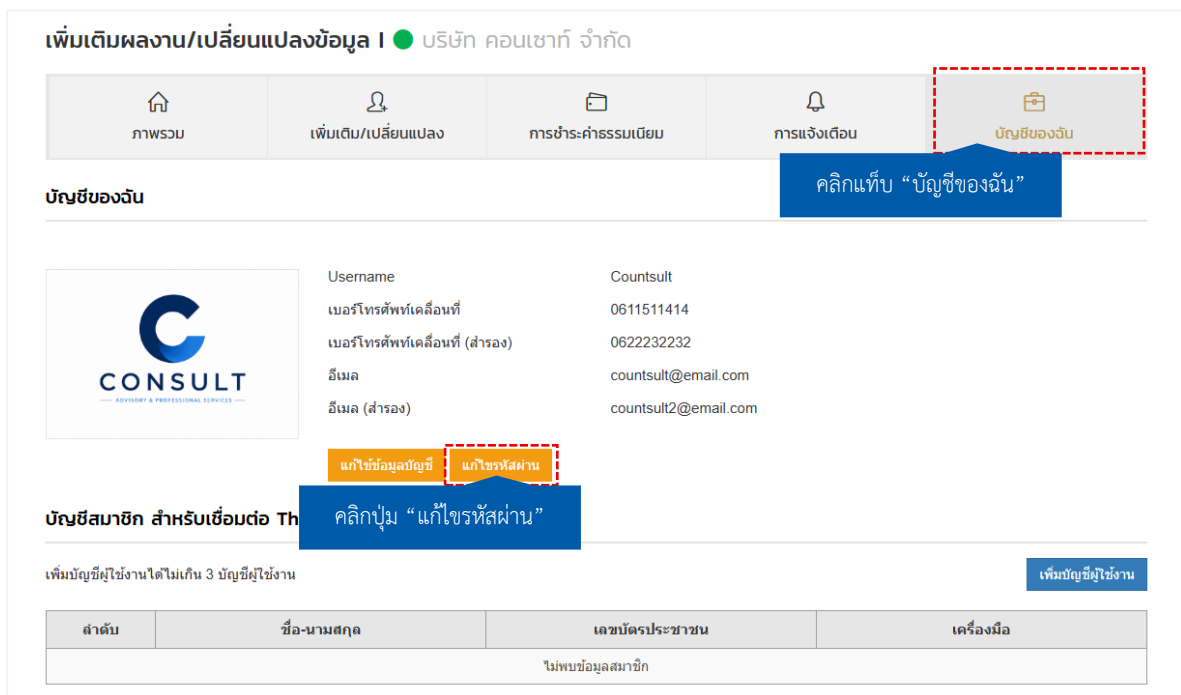 เพิ่มเติมผลงาน/เปลี่ยนแปลงข้อมูล I บริษัท คอนเซาท์ จำกัด
ภาพรวม
เพิ่มเติม/เปลี่ยนแปลง
การชำระค่าธรรมเนียม
การแจ้งเตือน
บัญชีของฉัน
คลิกแท็บ “บัญชีของฉัน”
บัญชีของฉัน
CONSULT
ADVISORY & PROFESSIONAL SERVICES
Username Countsult
เบอร์โทรศัพท์เคลื่อนที่ 0611511414
เบอร์โทรศัพท์เคลื่อนที่ (สำรอง) 0622232232
อีเมล countsult@email.com
อีเมล (สำรอง) countsult2@email.com
แก้ไข้ข้อมูลบัญชี แก้ไขรหัสผ่าน
คลิกปุ่ม “แก้ไขรหัสผ่าน”
บัญชีสมาชิก สำหรับเชื่อมต่อ Th
เพิ่มบัญชีผู้ใช้งานได้ไม่เกิน 3 บัญชีผู้ใช้งาน
เพิ่มบัญชีผู้ใช้งาน
ลำดับ ชื่อ-นามสกุล เลขบัตรประชาชน เครื่องมือ
ไม่พบข้อมูลสมาชิก